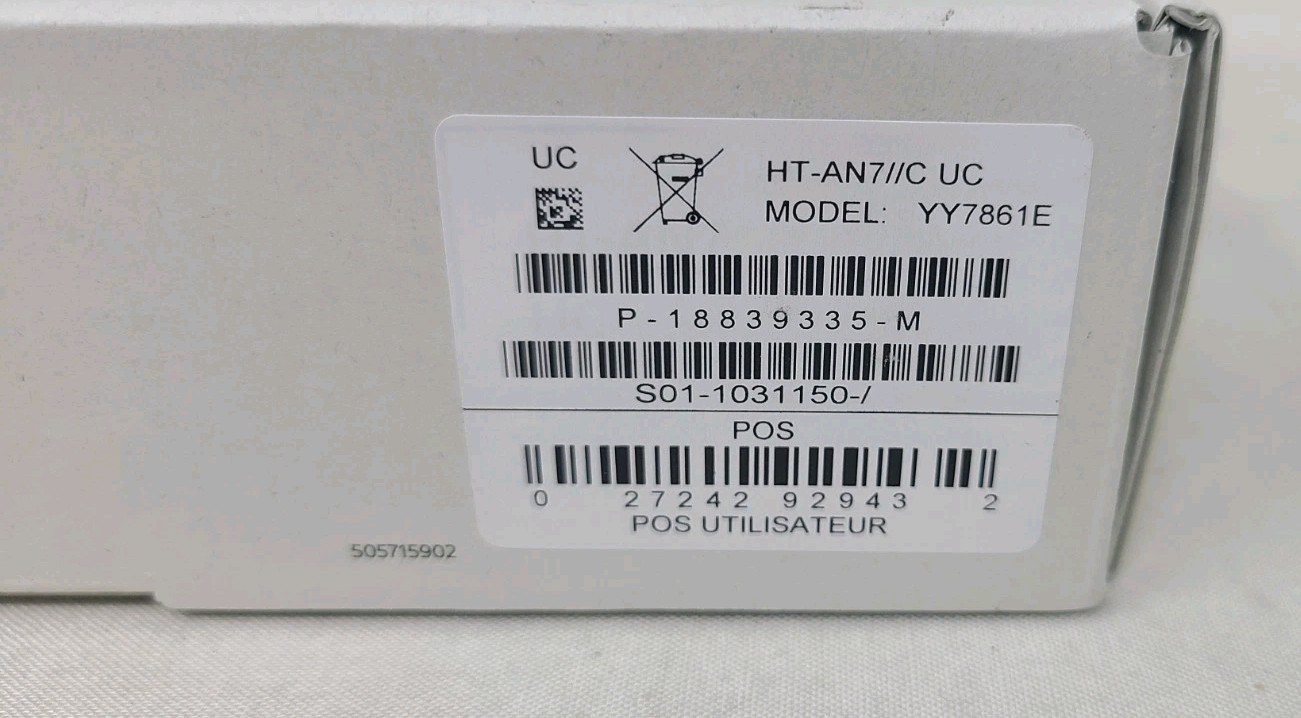 UC
HT-AN7//C UC
MODEL: YY7861E
P-18839335-M
S01-1031150-/
POS
0 27242 92943 2
POS UTILISATEUR
505715902